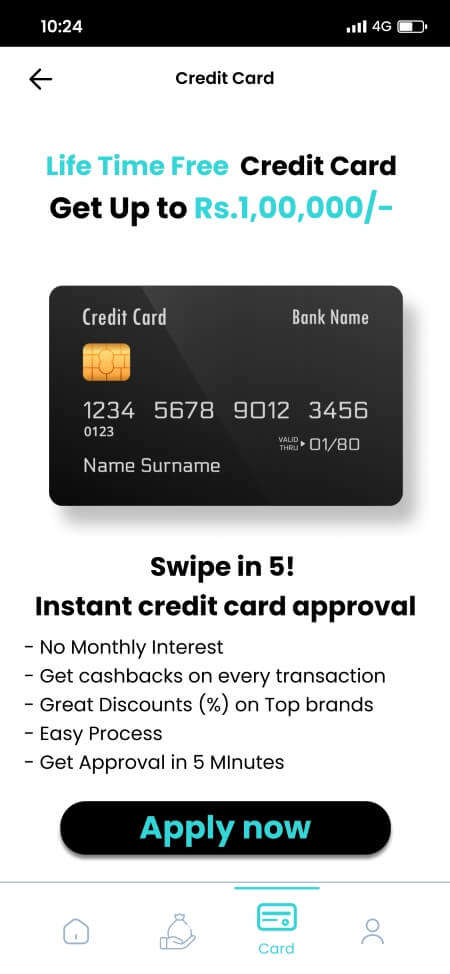 10:24 4G
Credit Card
Life Time Free Credit Card
Get Up to Rs.1,00,000/-
Credit Card Bank Name
1234 5678 9012 3456
0123
VALID THRU 01/80
Name Surname
Swipe in 5!
Instant credit card approval
- No Monthly Interest
- Get cashbacks on every transaction
- Great Discounts (%) on Top brands
- Easy Process
- Get Approval in 5 MInutes
Apply now
Card